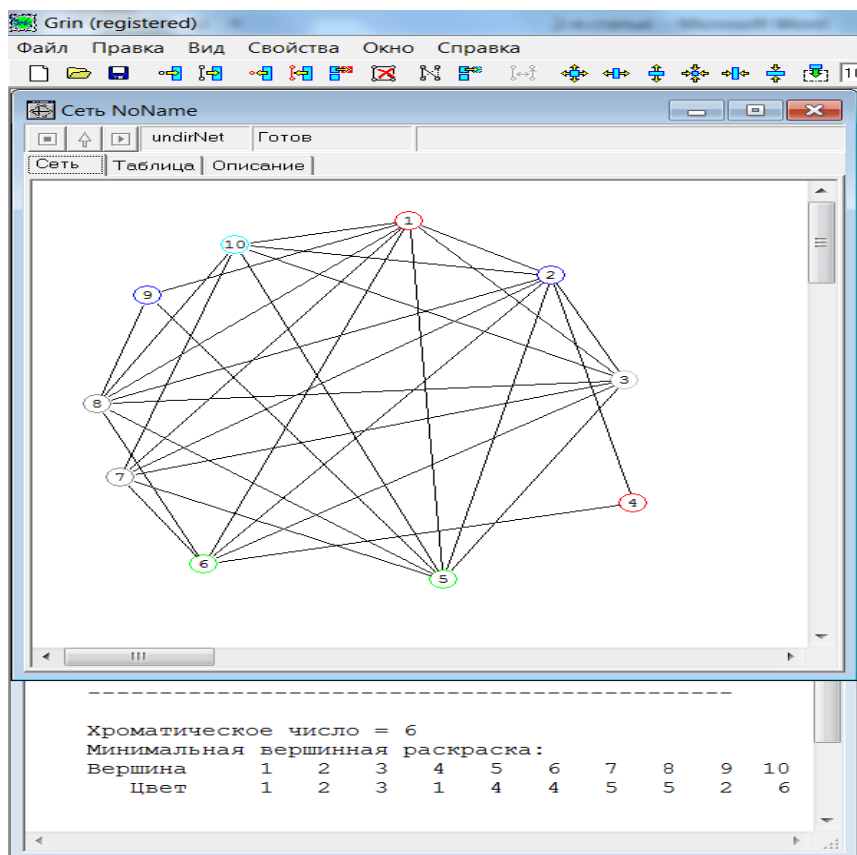 Grin (registered)
Файл Правка Вид Свойства Окно Справка
Сеть NoName
undirNet Готов
Сеть Таблица Описание
1
10
2
9
3
8
7
4
6
5
Хроматическое число = 6
Минимальная вершинная раскраска:
Вершина 1 2 3 4 5 6 7 8 9 10
Цвет 1 2 3 1 4 4 5 5 2 6